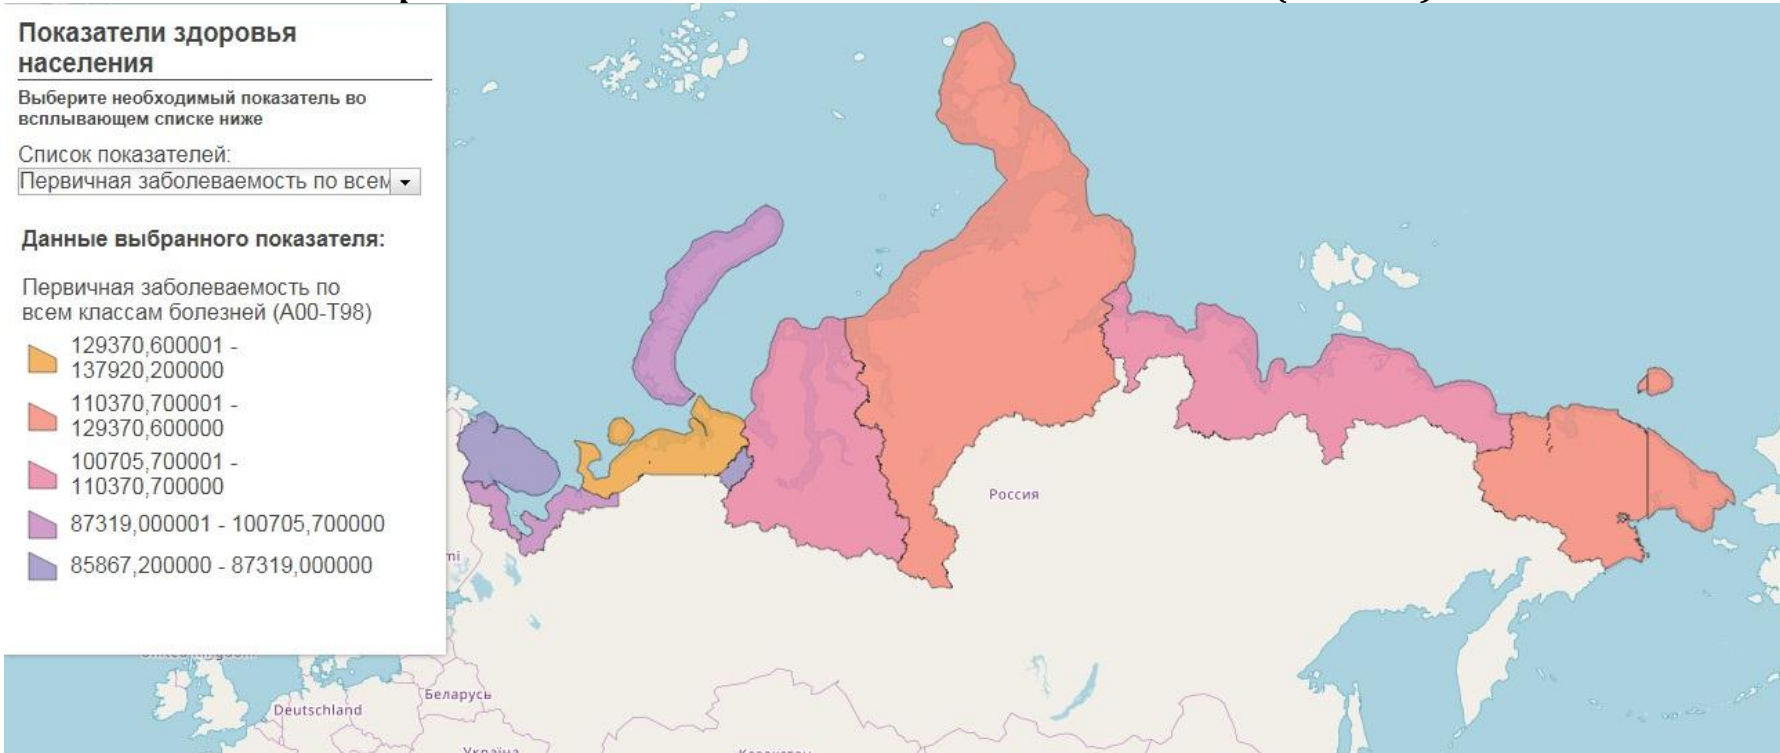 Показатели здоровья
населения
Выберите необходимый показатель во
всплывающем списке ниже
Список показателей:
Первичная заболеваемость по всем
Данные выбранного показателя:
Первичная заболеваемость по
всем классам болезней (A00-T98)
129370,600001 -
137920,200000
110370,700001 -
129370,600000
100705,700001 -
110370,700000
87319,000001 - 100705,700000
85867,200000 - 87319,000000
Россия
Беларусь
Deutschland
Україна